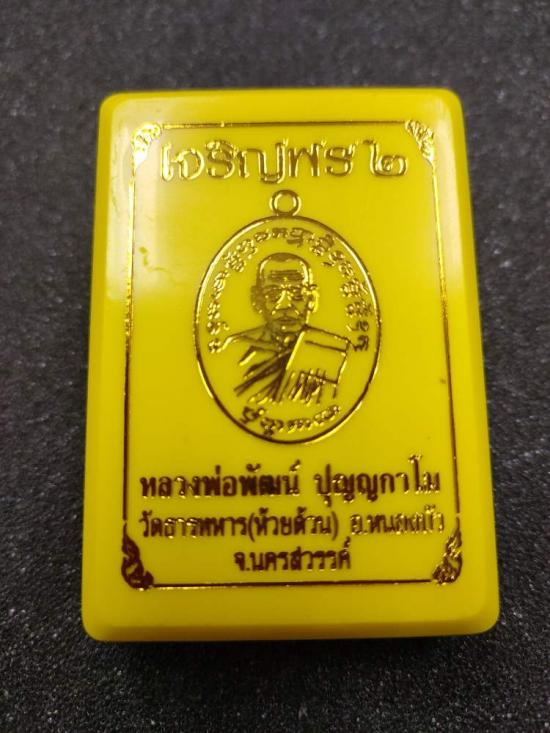 เจริญพร ๒
หลวงพ่อพัฒน์ ปุญญกาโม
วัดธารทหาร(ห้วยด้วน) อ.หนองบัว
จ.นครสวรรค์